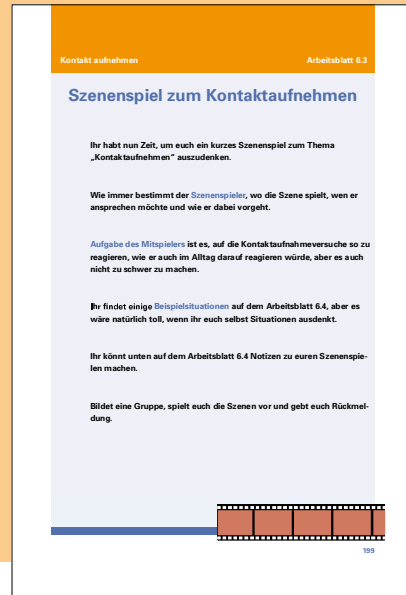 Kontakt aufnehmen Arbeitsblatt 6.3
Szenenspiel zum Kontaktaufnehmen
Ihr habt nun Zeit, um euch ein kurzes Szenenspiel zum Thema
„Kontaktaufnehmen“ auszudenken.
Wie immer bestimmt der Szenenspieler, wo die Szene spielt, wen er
ansprechen möchte und wie er dabei vorgeht.
Aufgabe des Mitspielers ist es, auf die Kontaktaufnahmeversuche so zu
reagieren, wie er auch im Alltag darauf reagieren würde, aber es auch
nicht zu schwer zu machen.
Ihr findet einige Beispielsituationen auf dem Arbeitsblatt 6.4, aber es
wäre natürlich toll, wenn ihr euch selbst Situationen ausdenkt.
Ihr könnt unten auf dem Arbeitsblatt 6.4 Notizen zu euren Szenenspie-
len machen.
Bildet eine Gruppe, spielt euch die Szenen vor und gebt euch Rückmel-
dung.
199